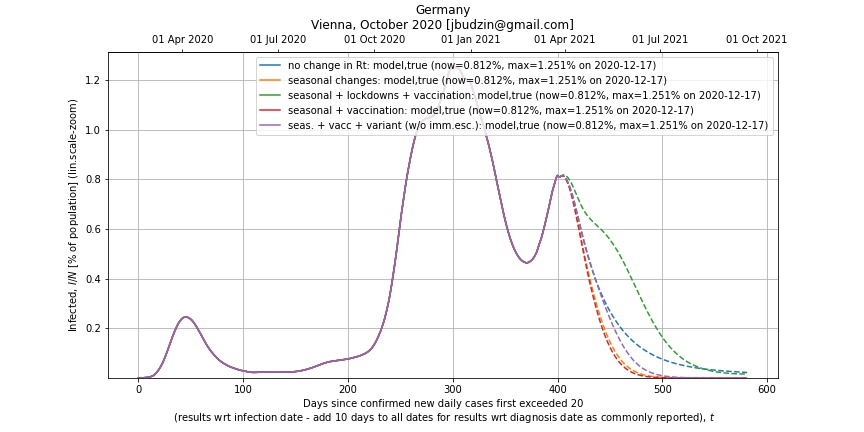 Germany
Vienna, October 2020 [jbudzin@gmail.com]
01 Apr 2020 01 Jul 2020 01 Oct 2020 01 Jan 2021 01 Apr 2021 01 Jul 2021 01 Oct 2021
no change in Rt: model,true (now=0.812%, max=1.251% on 2020-12-17)
seasonal changes: model,true (now=0.812%, max=1.251% on 2020-12-17)
seasonal + lockdowns + vaccination: model,true (now=0.812%, max=1.251% on 2020-12-17)
seasonal + vaccination: model,true (now=0.812%, max=1.251% on 2020-12-17)
seas. + vacc + variant (w/o imm.esc.): model,true (now=0.812%, max=1.251% on 2020-12-17)
1.2
1.0
0.8
0.6
0.4
0.2
Infected, I/N [% of population] (lin.scale-zoom)
0 100 200 300 400 500 600
Days since confirmed new daily cases first exceeded 20
(results wrt infection date - add 10 days to all dates for results wrt diagnosis date as commonly reported), t